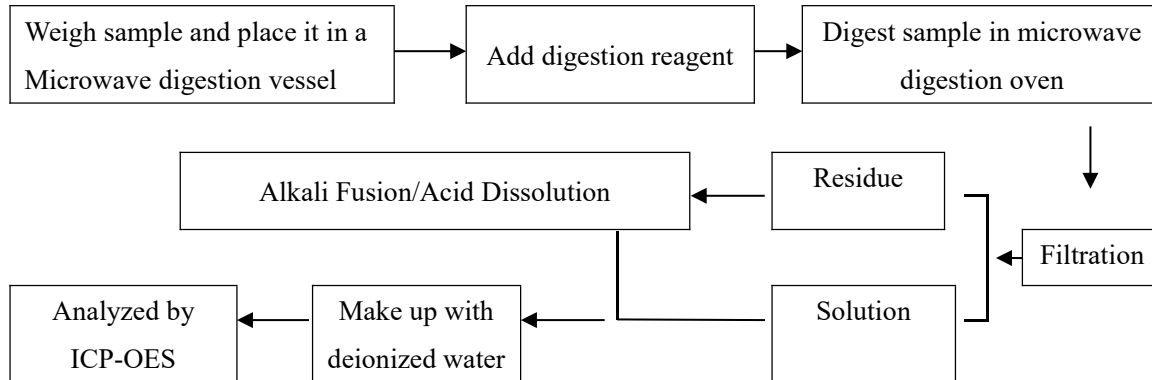 Weigh sample and place it in a
Microwave digestion vessel
Add digestion reagent
Digest sample in microwave
digestion oven
Filtration
Residue
Alkali Fusion/Acid Dissolution
Solution
Make up with
deionized water
Analyzed by
ICP-OES